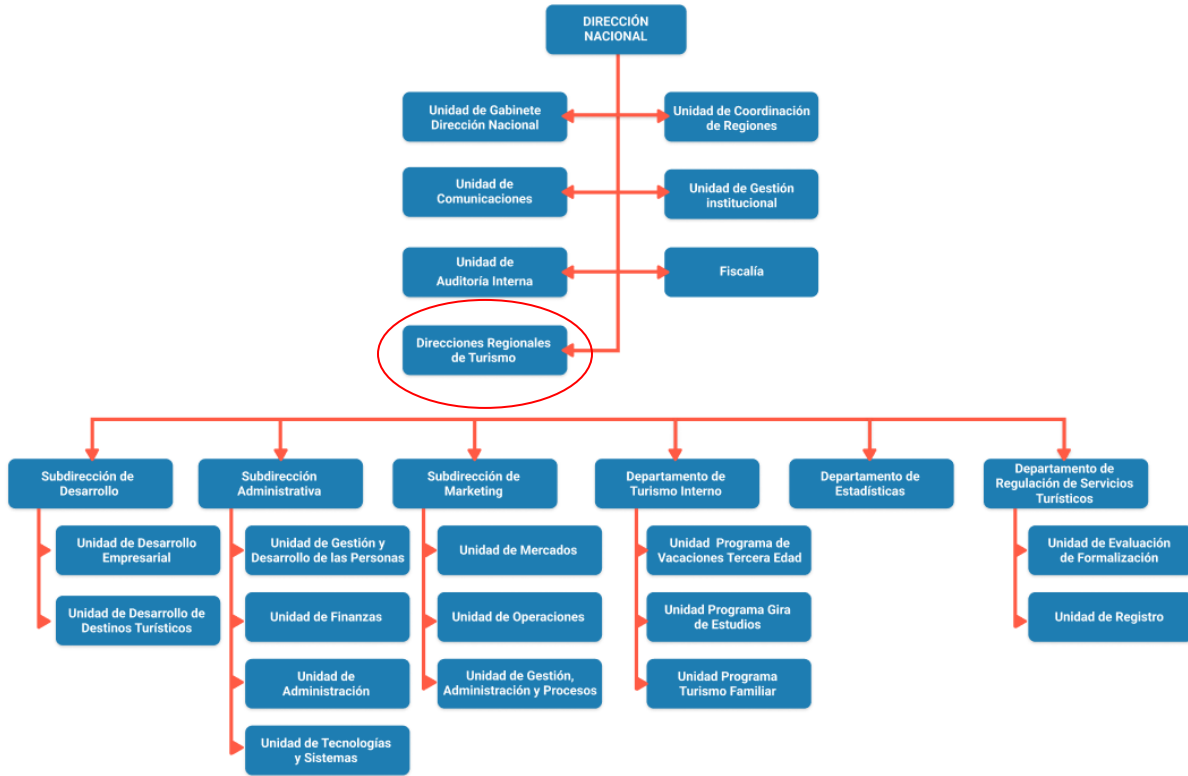 DIRECCIÓN
NACIONAL
Unidad de Gabinete
Dirección Nacional
Unidad de Coordinación
de Regiones
Unidad de
Comunicaciones
Unidad de Gestión
institucional
Unidad de
Auditoría Interna
Fiscalía
Direcciones Regionales
de Turismo
Subdirección de
Desarrollo
Subdirección
Administrativa
Subdirección de
Marketing
Departamento de
Turismo Interno
Departamento de
Estadísticas
Departamento de
Regulación de Servicios
Turísticos
Unidad de Desarrollo
Empresarial
Unidad de Gestión y
Desarrollo de las Personas
Unidad de Mercados
Unidad Programa de
Vacaciones Tercera Edad
Unidad de Evaluación
de Formalización
Unidad de Desarrollo de
Destinos Turísticos
Unidad de Finanzas
Unidad de Operaciones
Unidad Programa Gira
de Estudios
Unidad de Registro
Unidad de
Administración
Unidad de Gestión,
Administración y Procesos
Unidad Programa
Turismo Familiar
Unidad de Tecnologías
y Sistemas